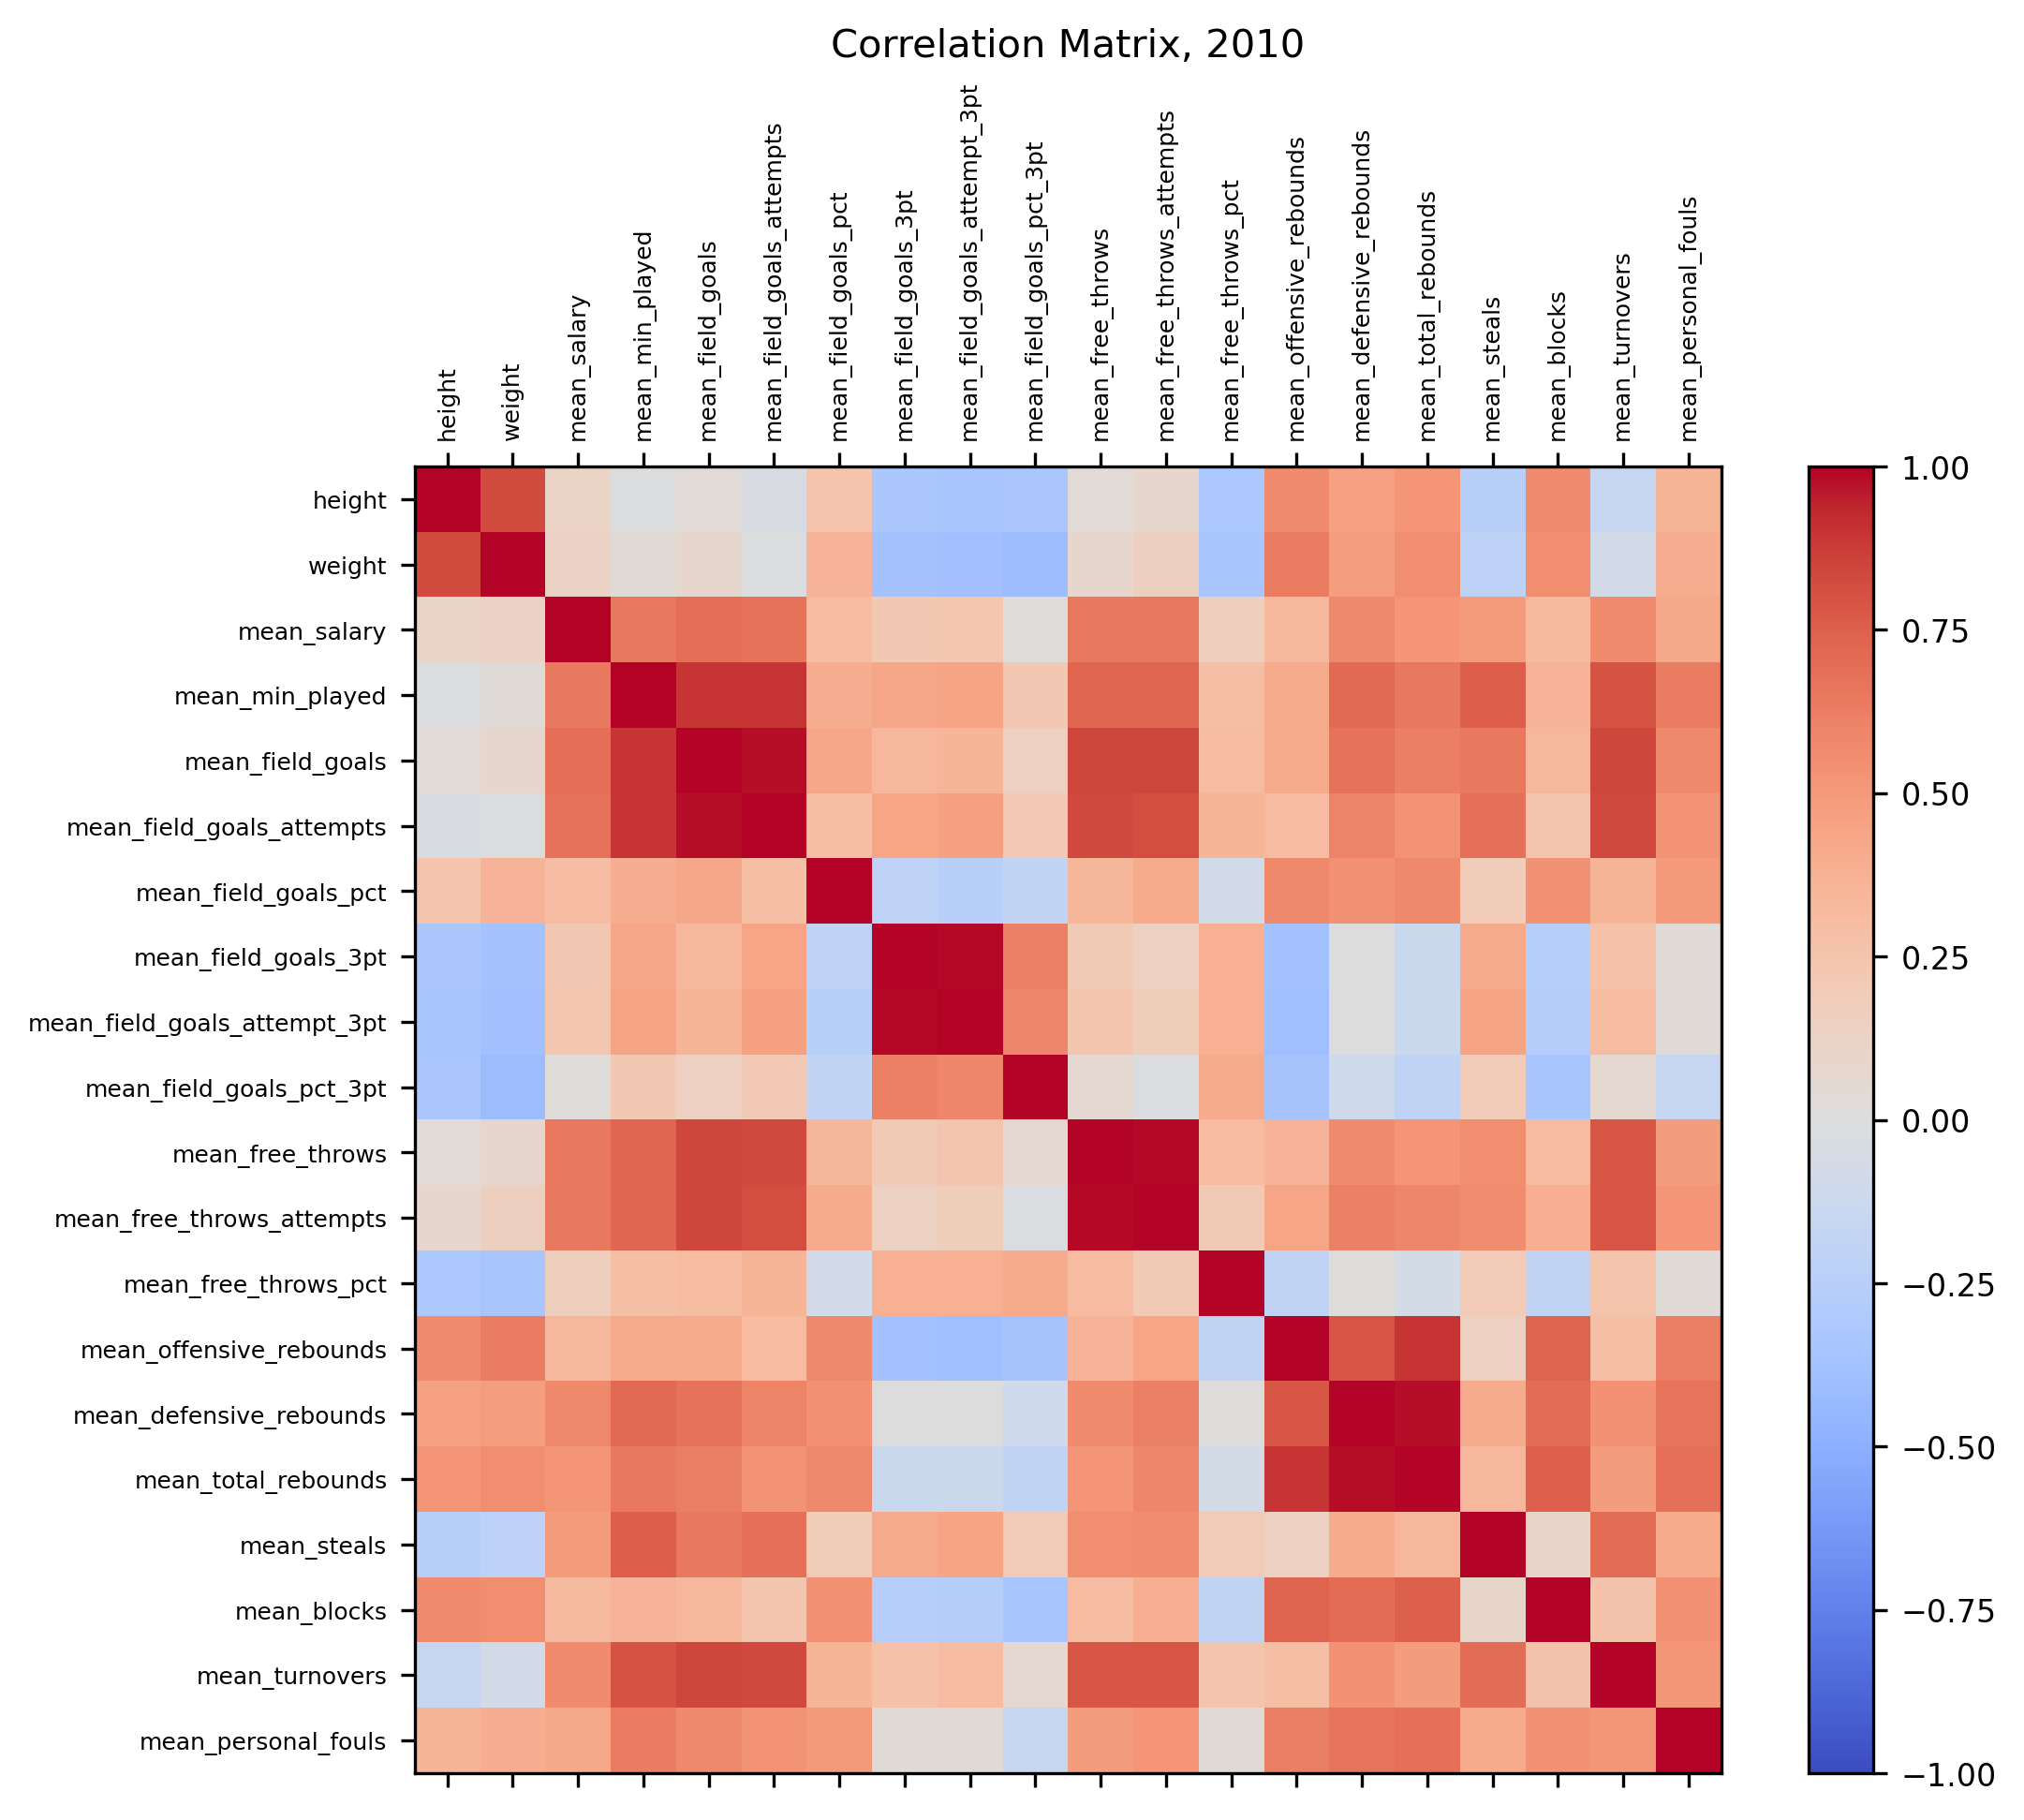 Correlation Matrix, 2010
height
weight
mean_salary
mean_min_played
mean_field_goals
mean_field_goals_attempts
mean_field_goals_pct
mean_field_goals_3pt
mean_field_goals_attempt_3pt
mean_field_goals_pct_3pt
mean_free_throws
mean_free_throws_attempts
mean_free_throws_pct
mean_offensive_rebounds
mean_defensive_rebounds
mean_total_rebounds
mean_steals
mean_blocks
mean_turnovers
mean_personal_fouls
height
weight
mean_salary
mean_min_played
mean_field_goals
mean_field_goals_attempts
mean_field_goals_pct
mean_field_goals_3pt
mean_field_goals_attempt_3pt
mean_field_goals_pct_3pt
mean_free_throws
mean_free_throws_attempts
mean_free_throws_pct
mean_offensive_rebounds
mean_defensive_rebounds
mean_total_rebounds
mean_steals
mean_blocks
mean_turnovers
mean_personal_fouls
1.00
0.75
0.50
0.25
0.00
−0.25
−0.50
−0.75
−1.00